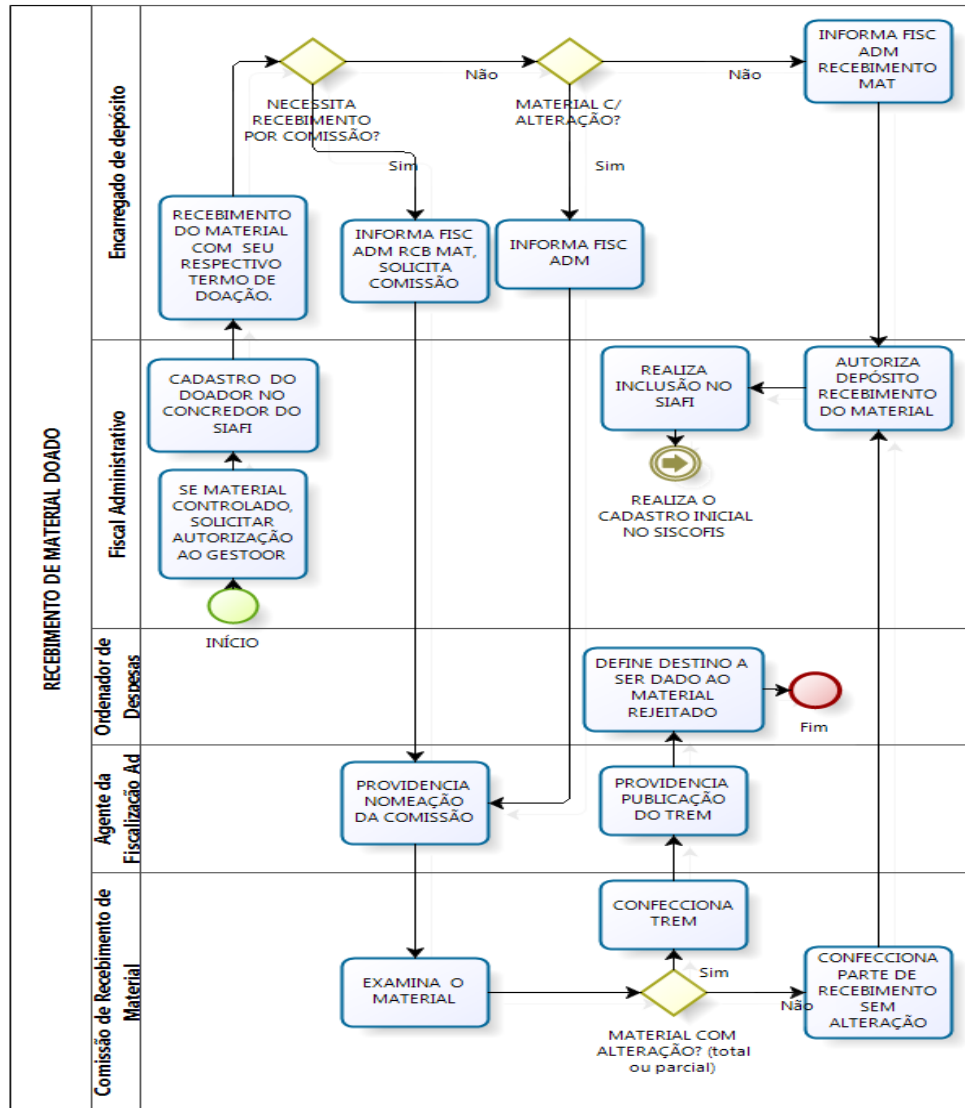 RECEBIMENTO DE MATERIAL DOADO
Encarregado de depósito
NECESSITA
RECEBIMENTO
POR COMISSÃO?
Não
Sim
MATERIAL C/
ALTERAÇÃO?
Não
Sim
INFORMA FISC
ADM
RECEBIMENTO
MAT
RECEBIMENTO
DO MATERIAL
COM SEU
RESPECTIVO
TERMO DE
DOAÇÃO.
INFORMA FISC
ADM RCB MAT,
SOLICITA
COMISSÃO
INFORMA FISC
ADM
Fiscal Administrativo
CADASTRO DO
DOADOR NO
CONCREDOR DO
SIAFI
SE MATERIAL
CONTROLADO,
SOLICITAR
AUTORIZAÇÃO
AO GESTOOR
INÍCIO
REALIZA
INCLUSÃO NO
SIAFI
AUTORIZA
DEPÓSITO
RECEBIMENTO
DO MATERIAL
REALIZA O
CADASTRO INICIAL
NO SISCOFIS
Ordenador de
Despesas
DEFINE DESTINO A
SER DADO AO
MATERIAL
REJEITADO
Fim
Agente da
Fiscalização Ad
PROVIDENCIA
NOMEAÇÃO
DA COMISSÃO
PROVIDENCIA
PUBLICAÇÃO
DO TREM
Comissão de Recebimento de
Material
CONFECCIONA
TREM
EXAMINA O
MATERIAL
Sim
Não
MATERIAL COM
ALTERAÇÃO? (total
ou parcial)
CONFECCIONA
PARTE DE
RECEBIMENTO
SEM
ALTERAÇÃO